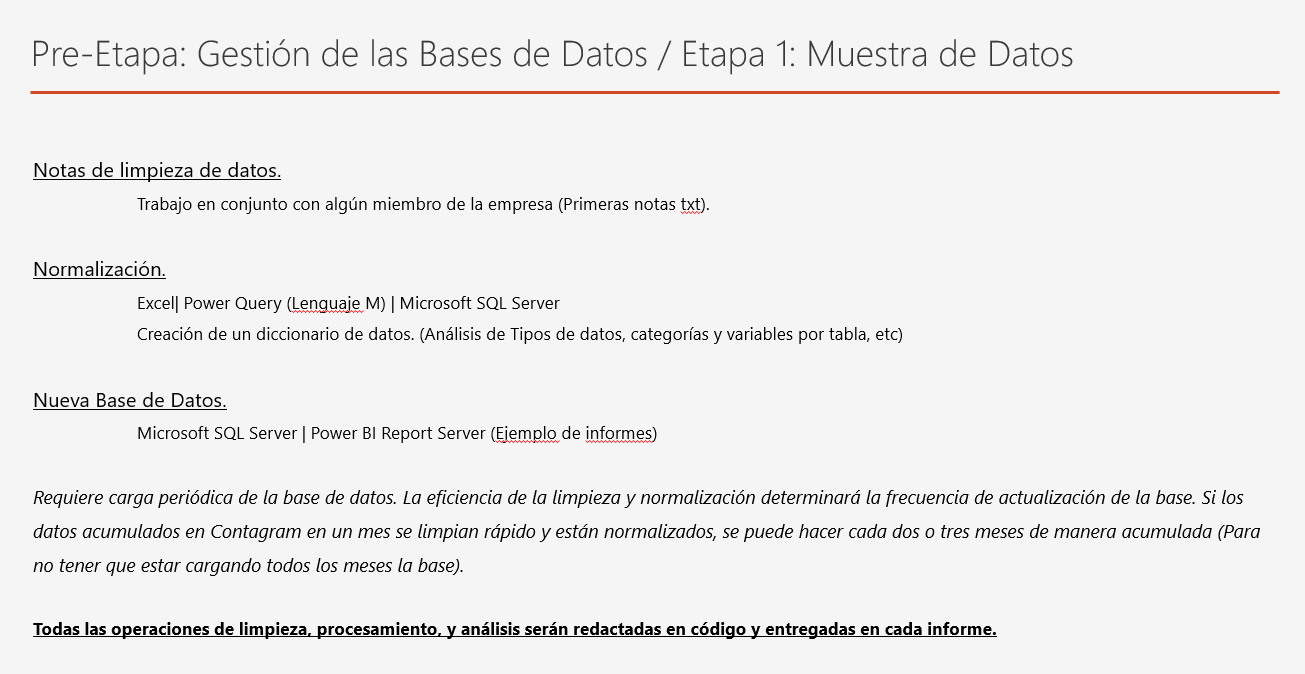 Pre-Etapa: Gestión de las Bases de Datos / Etapa 1: Muestra de Datos
Notas de limpieza de datos.
Trabajo en conjunto con algún miembro de la empresa (Primeras notas txt).
Normalización.
Excel| Power Query (Lenguaje M) | Microsoft SQL Server
Creación de un diccionario de datos. (Análisis de Tipos de datos, categorías y variables por tabla, etc)
Nueva Base de Datos.
Microsoft SQL Server | Power BI Report Server (Ejemplo de informes)
Requiere carga periódica de la base de datos. La eficiencia de la limpieza y normalización determinará la frecuencia de actualización de la base. Si los
datos acumulados en Contagram en un mes se limpian rápido y están normalizados, se puede hacer cada dos o tres meses de manera acumulada (Para
no tener que estar cargando todos los meses la base).
Todas las operaciones de limpieza, procesamiento, y análisis serán redactadas en código y entregadas en cada informe.